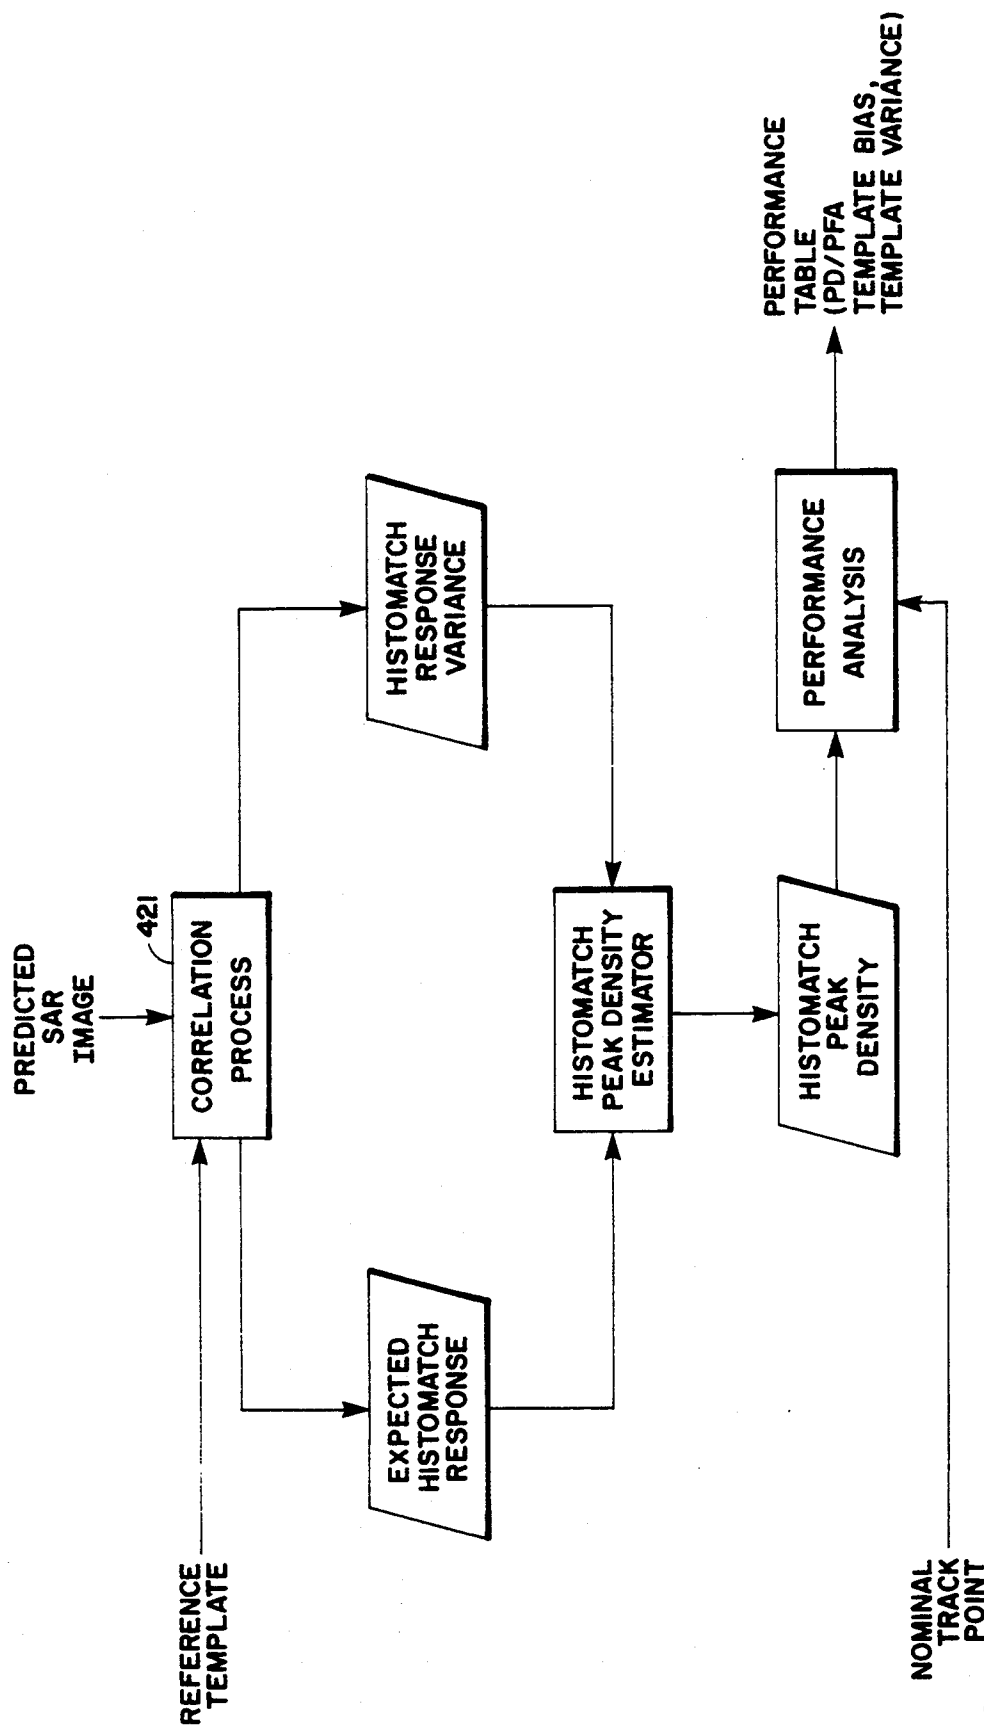 PREDICTED
SAR
IMAGE
421
REFERENCE
TEMPLATE
CORRELATION
PROCESS
EXPECTED
HISTOMATCH
RESPONSE
HISTOMATCH
RESPONSE
VARIANCE
HISTOMATCH
PEAK DENSITY
ESTIMATOR
HISTOMATCH
PEAK
DENSITY
PERFORMANCE
ANALYSIS
PERFORMANCE
TABLE
(PD/PFA
TEMPLATE BIAS,
TEMPLATE VARIANCE)
NOMINAL
TRACK
POINT